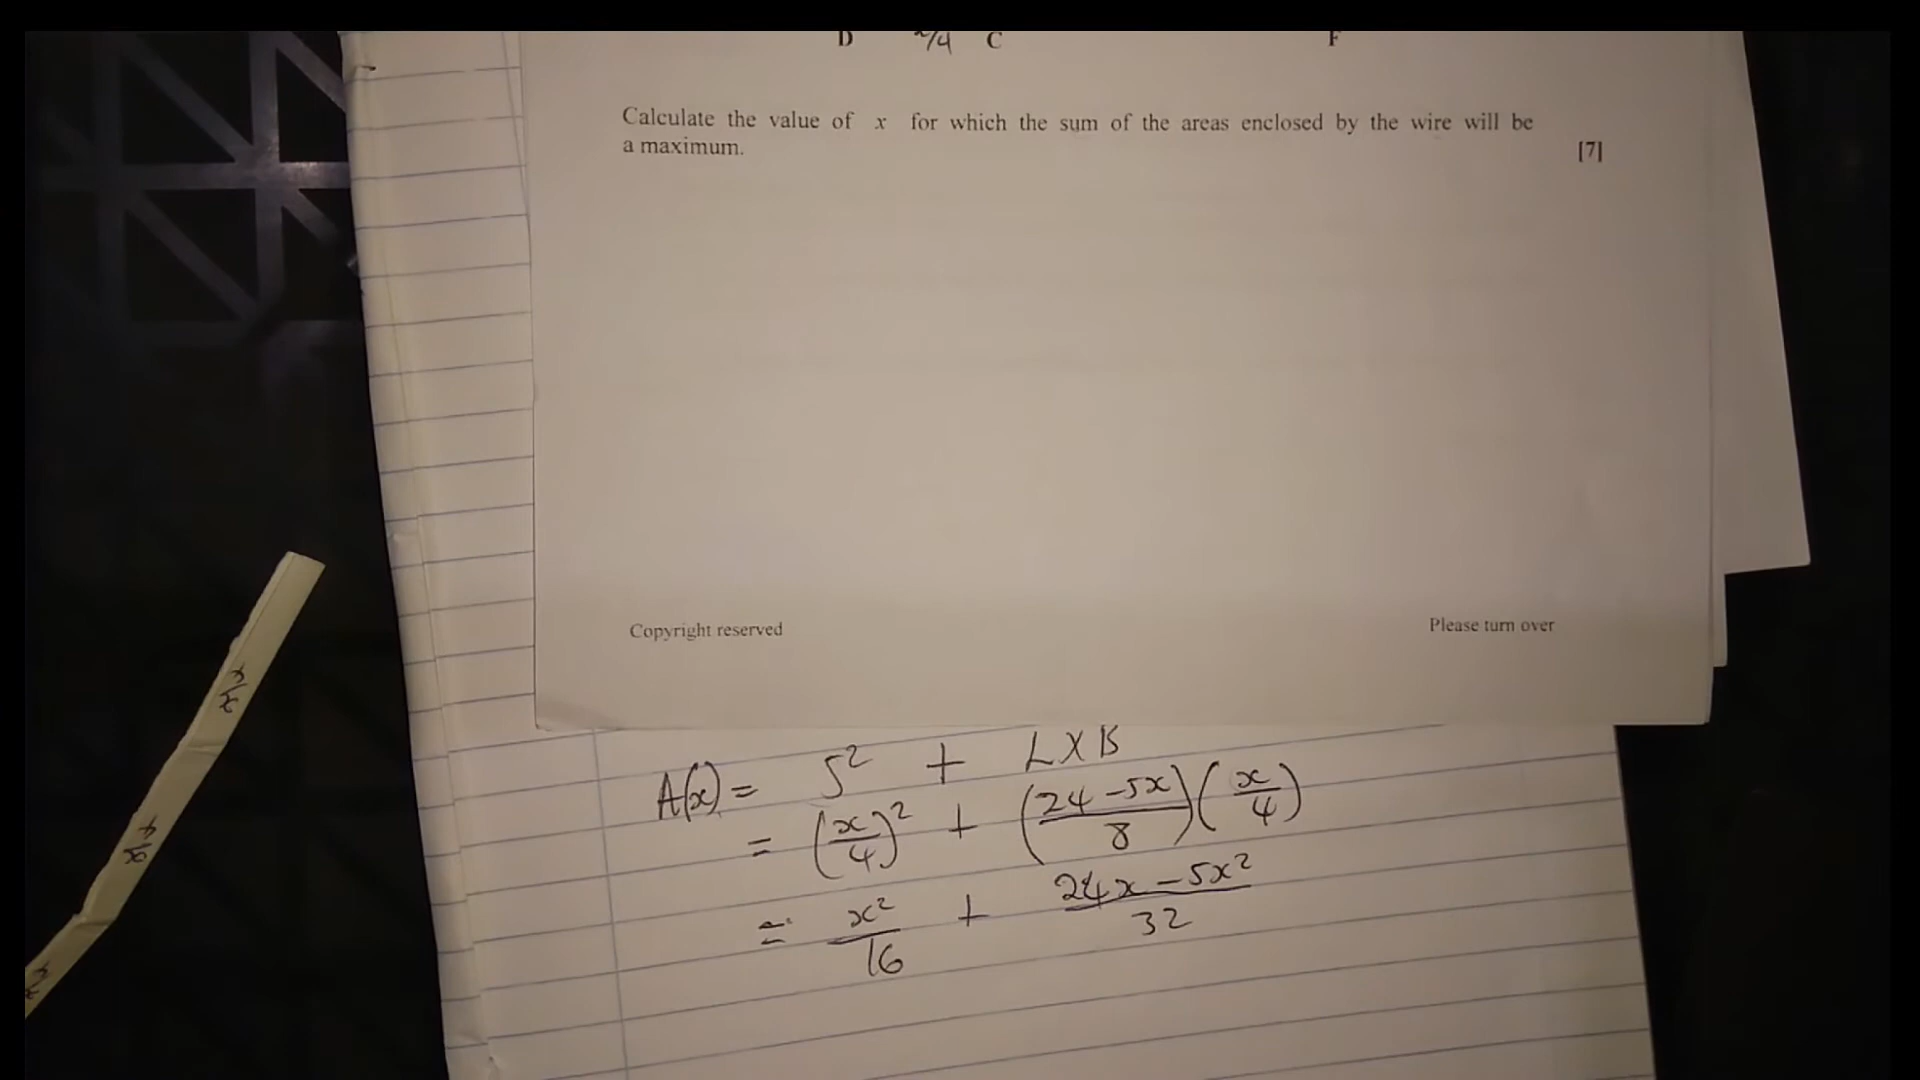 D x/4 C F
Calculate the value of x for which the sum of the areas enclosed by the wire will be
a maximum. [7]
Copyright reserved Please turn over
A(x) = S² + L X B
= (x/4)² + (24 - 5x/8)(x/4)
= x²/16 + 24x - 5x²/32
x/4
x/4